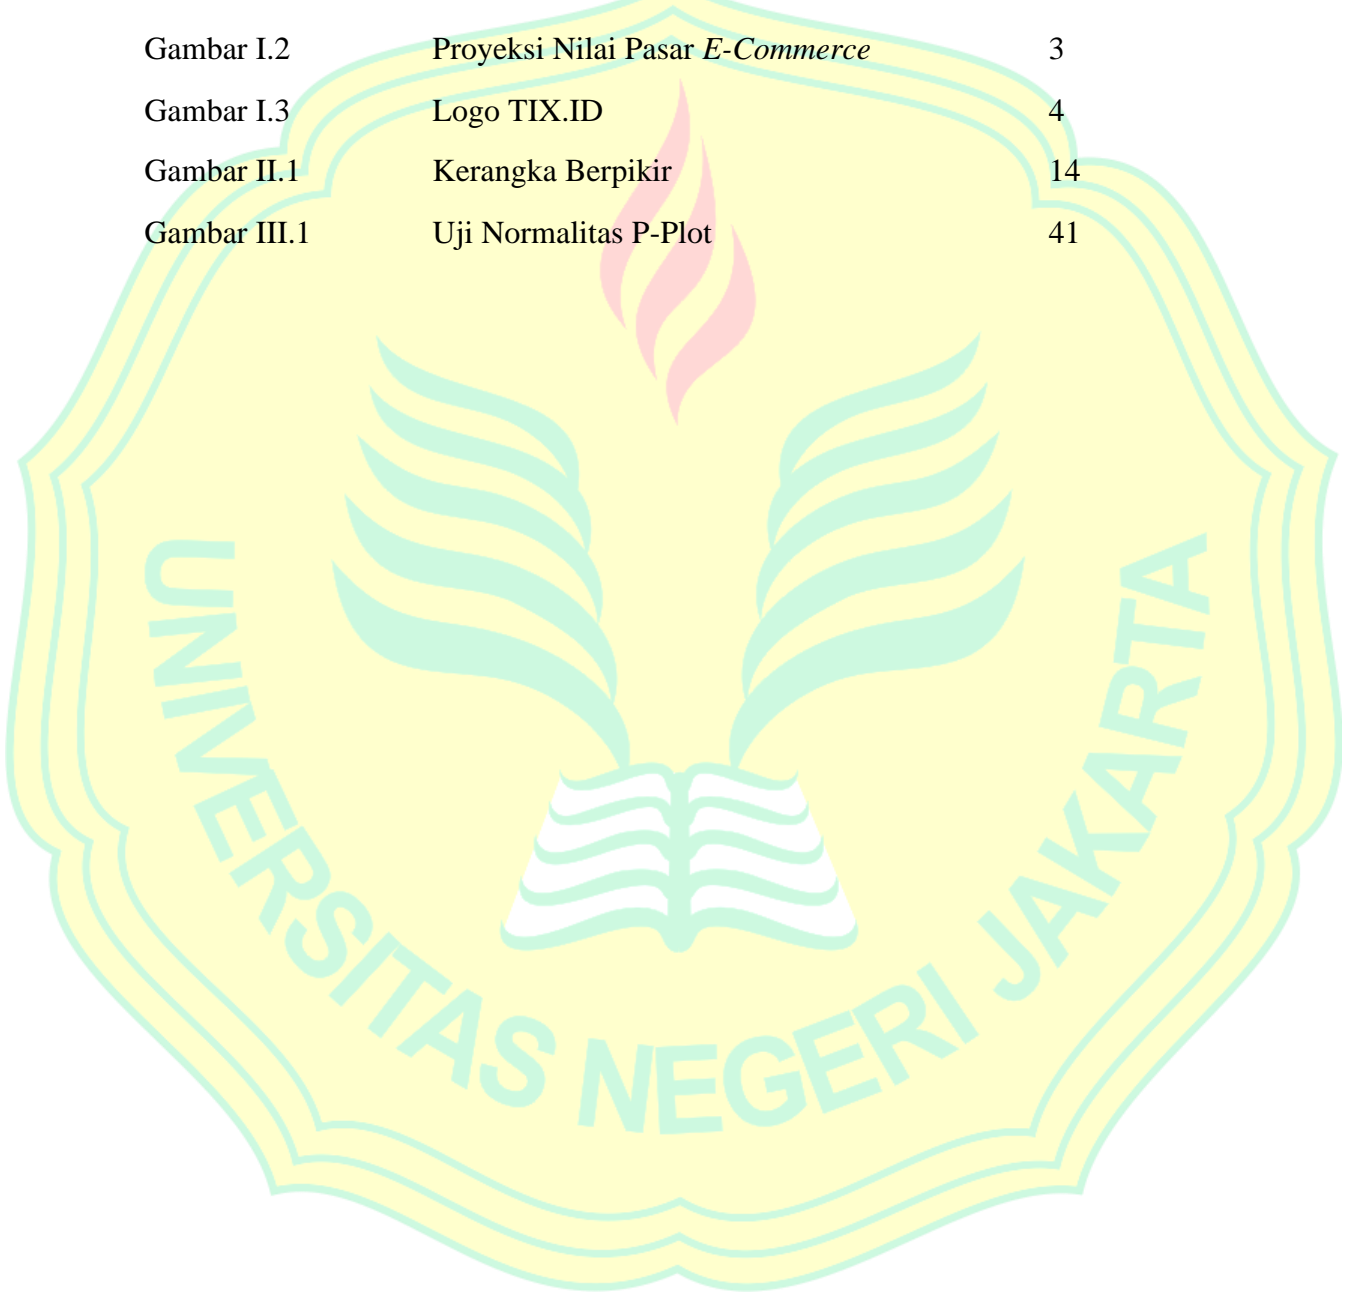 Gambar I.2 Proyeksi Nilai Pasar E-Commerce 3
Gambar I.3 Logo TIX.ID 4
Gambar II.1 Kerangka Berpikir 14
Gambar III.1 Uji Normalitas P-Plot 41
UNIVERSITAS NEGERI JAKARTA